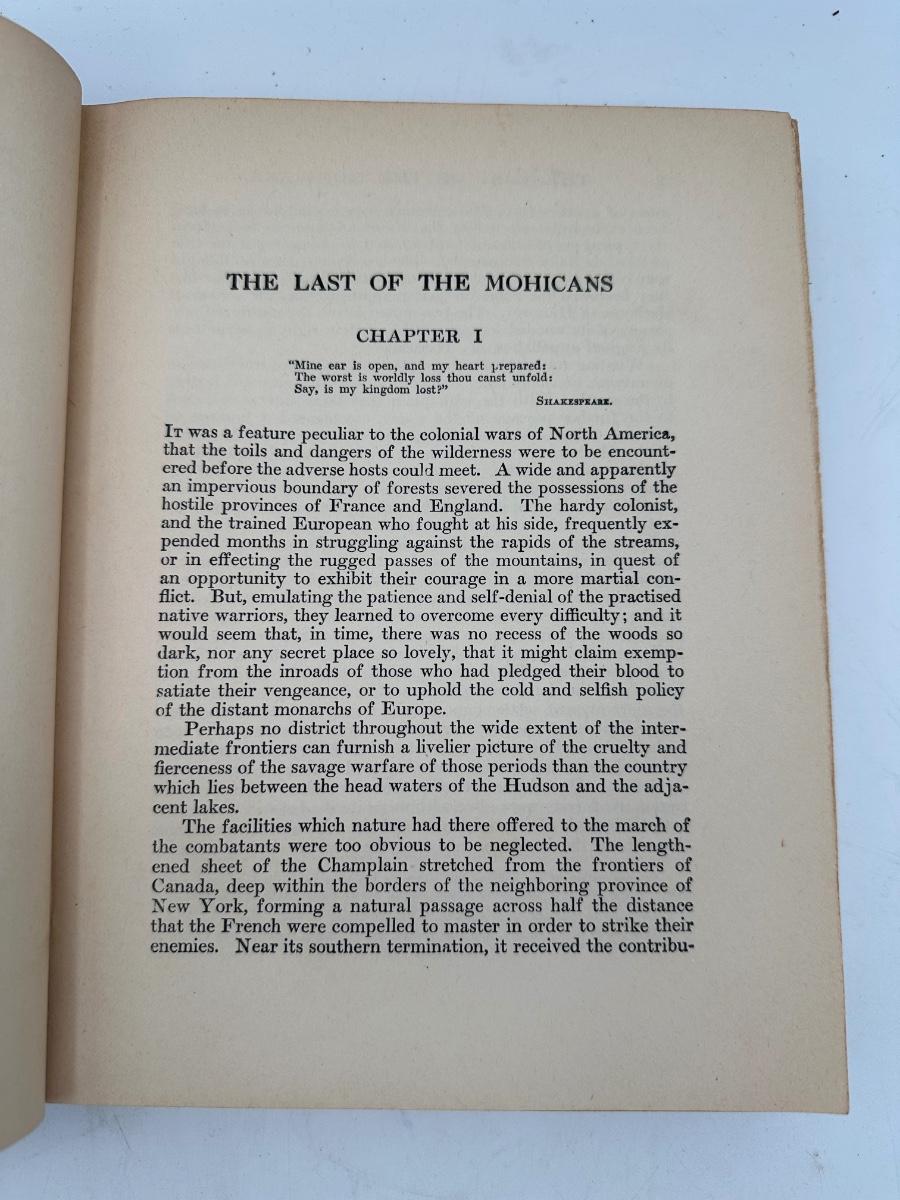 THE LAST OF THE MOHICANS
CHAPTER I
"Mine ear is open, and my heart prepared:
The worst is worldly loss thou canst unfold:
Say, is my kingdom lost?"
SHAKESPEARE.
IT was a feature peculiar to the colonial wars of North America,
that the toils and dangers of the wilderness were to be encount-
ered before the adverse hosts could meet. A wide and apparently
an impervious boundary of forests severed the possessions of the
hostile provinces of France and England. The hardy colonist,
and the trained European who fought at his side, frequently ex-
pended months in struggling against the rapids of the streams,
or in effecting the rugged passes of the mountains, in quest of
an opportunity to exhibit their courage in a more martial con-
flict. But, emulating the patience and self-denial of the practised
native warriors, they learned to overcome every difficulty; and it
would seem that, in time, there was no recess of the woods so
dark, nor any secret place so lovely, that it might claim exemp-
tion from the inroads of those who had pledged their blood to
satiate their vengeance, or to uphold the cold and selfish policy
of the distant monarchs of Europe.
Perhaps no district throughout the wide extent of the inter-
mediate frontiers can furnish a livelier picture of the cruelty and
fierceness of the savage warfare of those periods than the country
which lies between the head waters of the Hudson and the adja-
cent lakes.
The facilities which nature had there offered to the march of
the combatants were too obvious to be neglected. The length-
ened sheet of the Champlain stretched from the frontiers of
Canada, deep within the borders of the neighboring province of
New York, forming a natural passage across half the distance
that the French were compelled to master in order to strike their
enemies. Near its southern termination, it received the contribu-